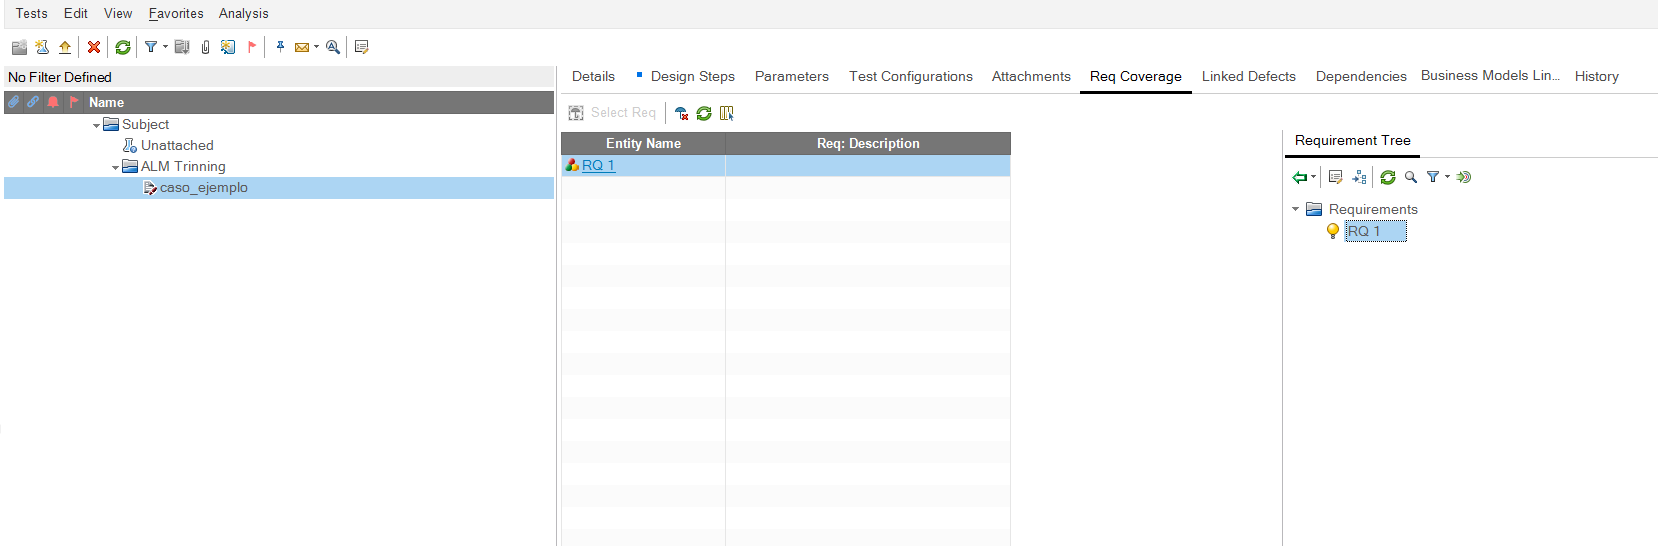 Tests Edit View Favorites Analysis
No Filter Defined
Name
Subject
Unattached
ALM Trinning
caso_ejemplo
Details Design Steps Parameters Test Configurations Attachments Req Coverage Linked Defects Dependencies Business Models Lin... History
Select Req
Entity Name Req: Description
RQ 1
Requirement Tree
Requirements
RQ 1